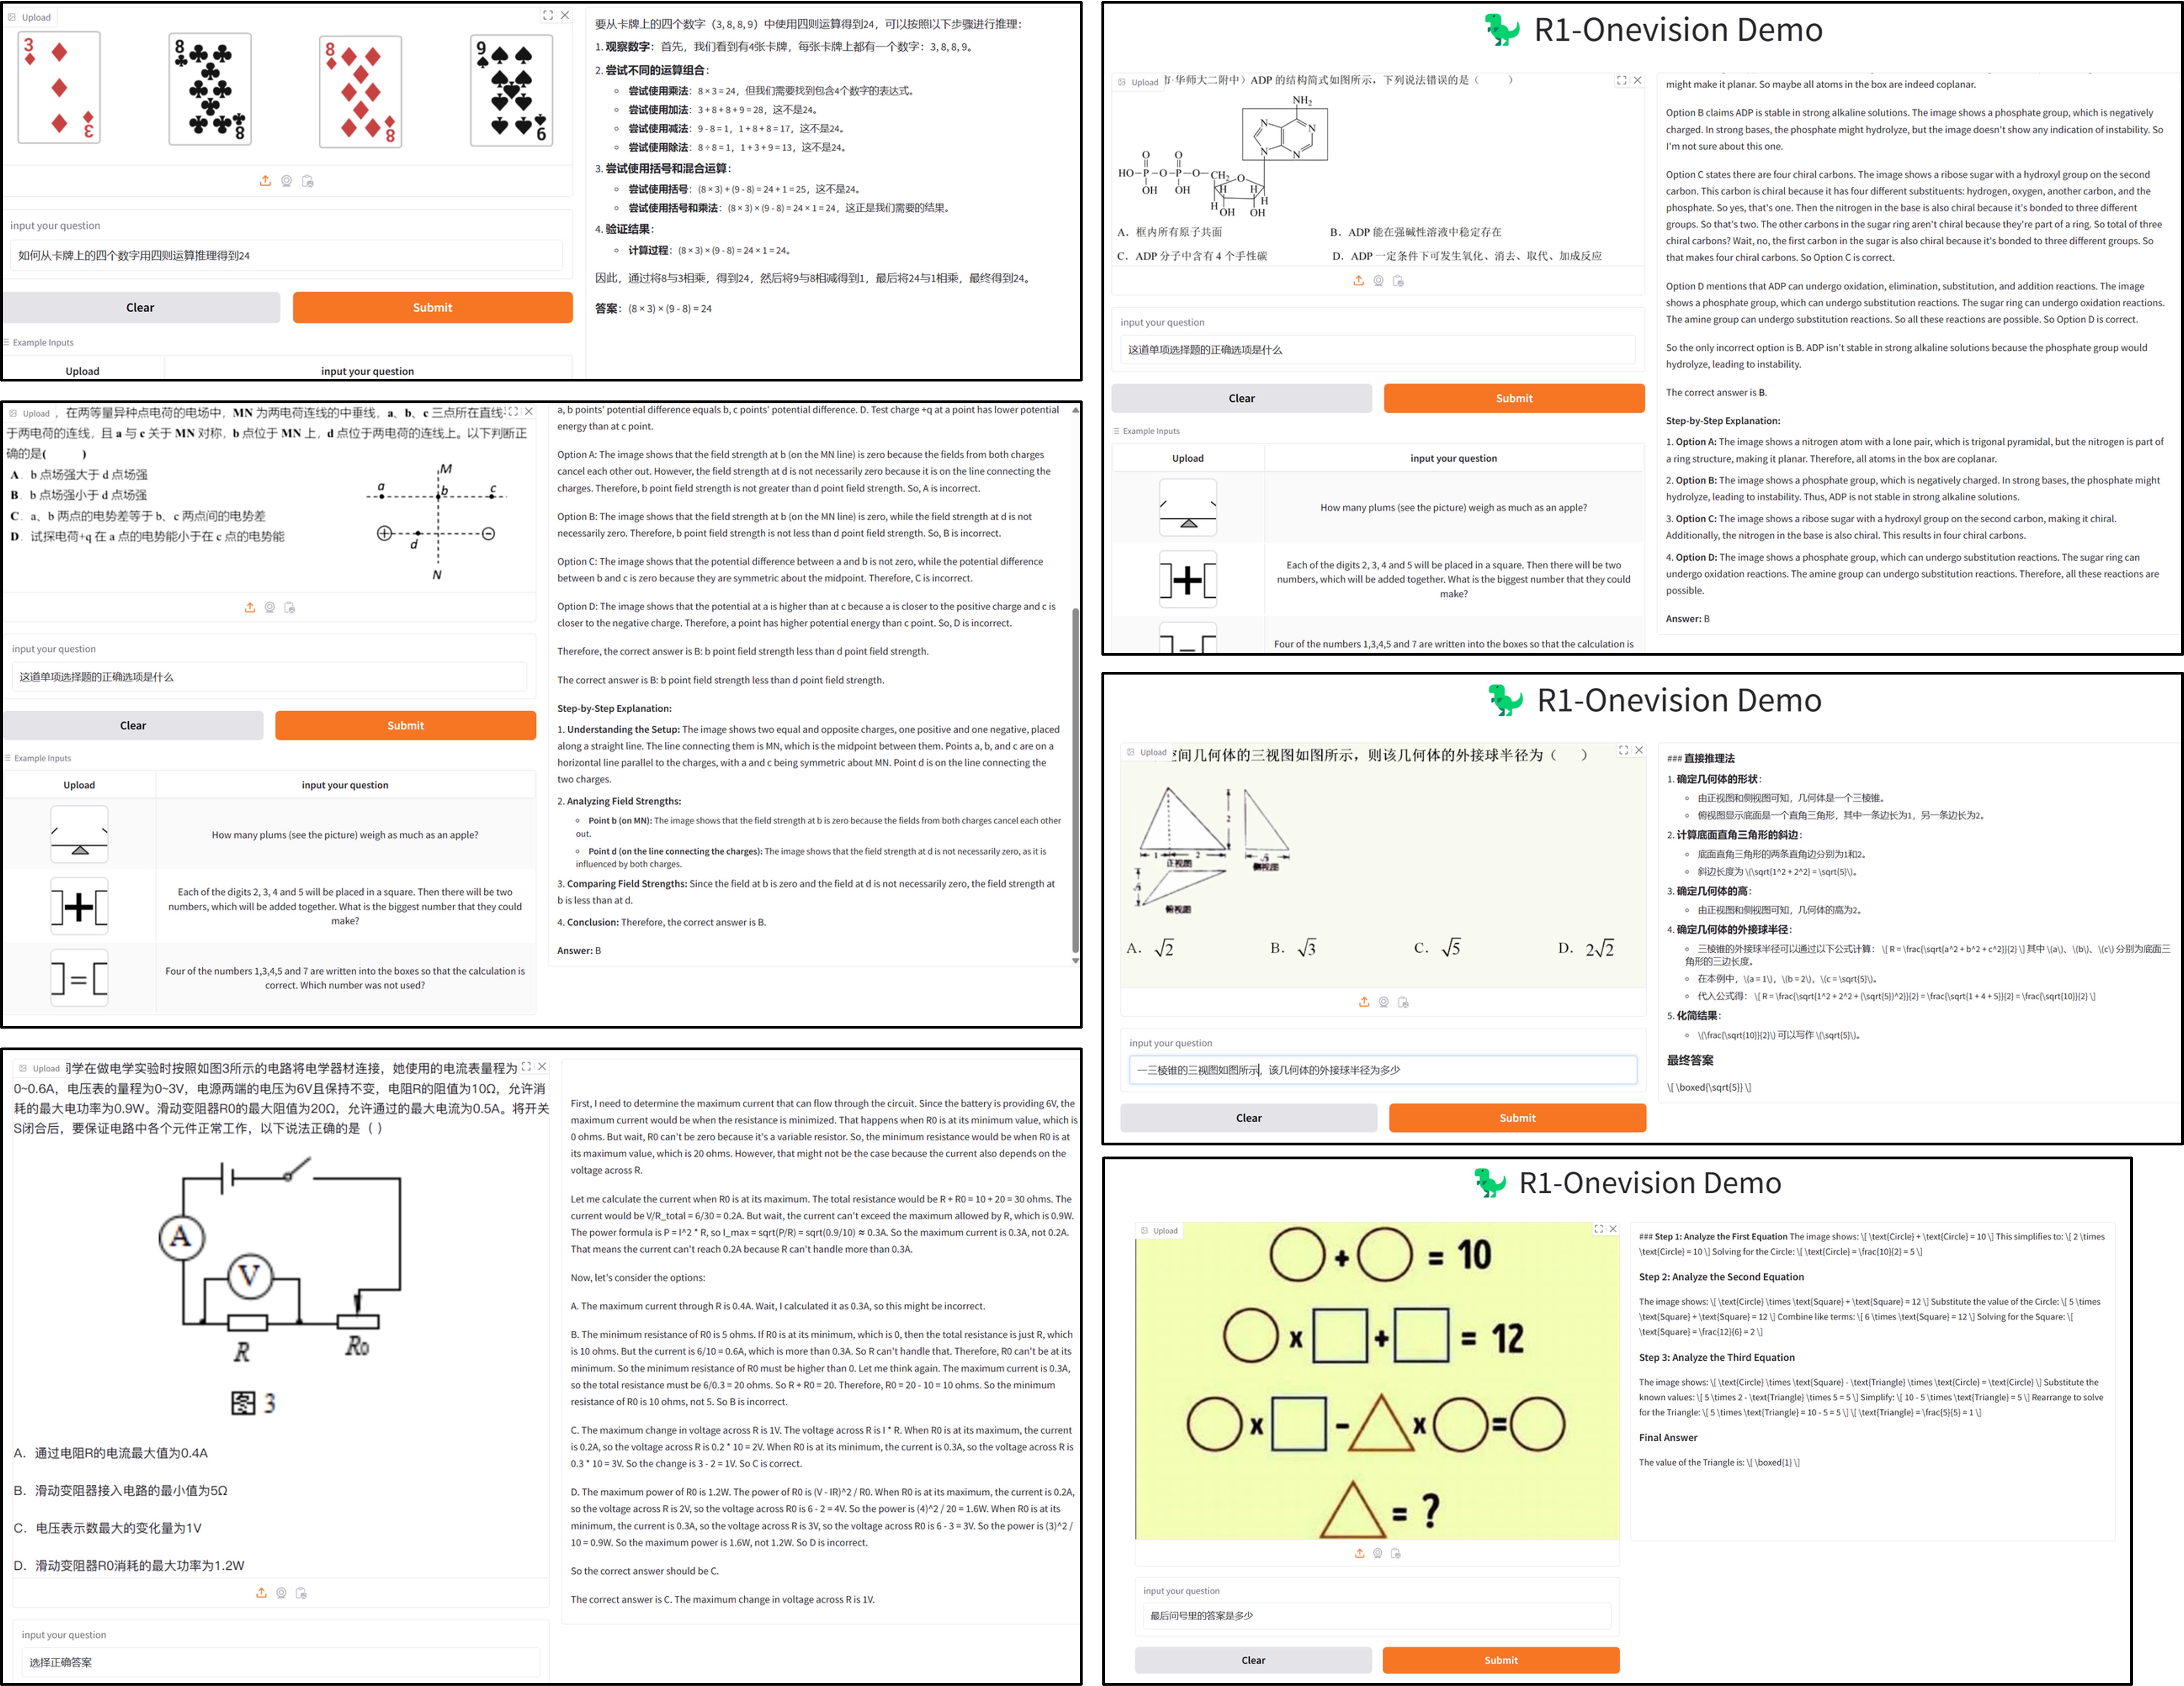 Upload
3
3
8
8
8
8
9
9
input your question
如何从卡牌上的四个数字用四则运算推理得到24
Clear
Submit
Example Inputs
Upload
input your question
要从卡牌上的四个数字（3, 8, 8, 9）中使用四则运算得到24，可以按照以下步骤进行推理：
1. 观察数字：首先，我们看到有4张卡牌，每张卡牌上都有一个数字：3, 8, 8, 9。
2. 尝试不同的运算组合：
尝试使用乘法：8 × 3 = 24，但我们需要找到包含4个数字的表达式。
尝试使用加法：3 + 8 + 8 + 9 = 28，这不是24。
尝试使用减法：9 - 8 = 1，1 + 8 + 8 = 17，这不是24。
尝试使用除法：8 ÷ 8 = 1，1 + 3 + 9 = 13，这不是24。
3. 尝试使用括号和混合运算：
尝试使用括号：(8 × 3) + (9 - 8) = 24 + 1 = 25，这不是24。
尝试使用括号和乘法：(8 × 3) × (9 - 8) = 24 × 1 = 24，这正是我们需要的结果。
4. 验证结果：
计算过程：(8 × 3) × (9 - 8) = 24 × 1 = 24。
因此，通过将8与3相乘，得到24，然后将9与8相减得到1，最后将24与1相乘，最终得到24。
答案：(8 × 3) × (9 - 8) = 24
Upload ，在两等量异种点电荷的电场中，MN 为两电荷连线的中垂线，a、b、c 三点所在直线
于两电荷的连线，且 a 与 c 关于 MN 对称，b 点位于 MN 上，d 点位于两电荷的连线上。以下判断正
确的是( )
A. b 点场强大于 d 点场强
B. b 点场强小于 d 点场强
C. a、b 两点的电势差等于 b、c 两点间的电势差
D. 试探电荷+q 在 a 点的电势能小于在 c 点的电势能
M
a b c
+ d −
N
input your question
这道单项选择题的正确选项是什么
Clear
Submit
Example Inputs
Upload
input your question
How many plums (see the picture) weigh as much as an apple?
Each of the digits 2, 3, 4 and 5 will be placed in a square. Then there will be two
numbers, which will be added together. What is the biggest number that they could
make?
Four of the numbers 1,3,4,5 and 7 are written into the boxes so that the calculation is
correct. Which number was not used?
a, b points' potential difference equals b, c points' potential difference. D. Test charge +q at a point has lower potential
energy than at c point.
Option A: The image shows that the field strength at b (on the MN line) is zero because the fields from both charges
cancel each other out. However, the field strength at d is not necessarily zero because it is on the line connecting the
charges. Therefore, b point field strength is not greater than d point field strength. So, A is incorrect.
Option B: The image shows that the field strength at b (on the MN line) is zero, while the field strength at d is not
necessarily zero. Therefore, b point field strength is not less than d point field strength. So, B is incorrect.
Option C: The image shows that the potential difference between a and b is not zero, while the potential difference
between b and c is zero because they are symmetric about the midpoint. Therefore, C is incorrect.
Option D: The image shows that the potential at a is higher than at c because a is closer to the positive charge and c is
closer to the negative charge. Therefore, a point has higher potential energy than c point. So, D is incorrect.
Therefore, the correct answer is B: b point field strength less than d point field strength.
The correct answer is B: b point field strength less than d point field strength.
Step-by-Step Explanation:
1. Understanding the Setup: The image shows two equal and opposite charges, one positive and one negative, placed
along a straight line. The line connecting them is MN, which is the midpoint between them. Points a, b, and c are on a
horizontal line parallel to the charges, with a and c being symmetric about MN. Point d is on the line connecting the
two charges.
2. Analyzing Field Strengths:
Point b (on MN): The image shows that the field strength at b is zero because the fields from both charges cancel each other
out.
Point d (on the line connecting the charges): The image shows that the field strength at d is not necessarily zero, as it is
influenced by both charges.
3. Comparing Field Strengths: Since the field at b is zero and the field at d is not necessarily zero, the field strength at
b is less than at d.
4. Conclusion: Therefore, the correct answer is B.
Answer: B
Upload 同学在做电学实验时按照如图3所示的电路将电学器材连接，她使用的电流表量程为
0~0.6A，电压表的量程为0~3V，电源两端的电压为6V且保持不变，电阻R的阻值为10Ω，允许消
耗的最大电功率为0.9W。滑动变阻器R0的最大阻值为20Ω，允许通过的最大电流为0.5A。将开关
S闭合后，要保证电路中各个元件正常工作，以下说法正确的是（ ）
A
V
R
R0
图 3
A. 通过电阻R的电流最大值为0.4A
B. 滑动变阻器接入电路的最小值为5Ω
C. 电压表示数最大的变化量为1V
D. 滑动变阻器R0消耗的最大功率为1.2W
input your question
选择正确答案
First, I need to determine the maximum current that can flow through the circuit. Since the battery is providing 6V, the
maximum current would be when the resistance is minimized. That happens when R0 is at its minimum value, which is
0 ohms. But wait, R0 can't be zero because it's a variable resistor. So, the minimum resistance would be when R0 is at
its maximum value, which is 20 ohms. However, that might not be the case because the current also depends on the
voltage across R.
Let me calculate the current when R0 is at its maximum. The total resistance would be R + R0 = 10 + 20 = 30 ohms. The
current would be V/R_total = 6/30 = 0.2A. But wait, the current can't exceed the maximum allowed by R, which is 0.9W.
The power formula is P = I^2 * R, so I_max = sqrt(P/R) = sqrt(0.9/10) ≈ 0.3A. So the maximum current is 0.3A, not 0.2A.
That means the current can't reach 0.2A because R can't handle more than 0.3A.
Now, let's consider the options:
A. The maximum current through R is 0.4A. Wait, I calculated it as 0.3A, so this might be incorrect.
B. The minimum resistance of R0 is 5 ohms. If R0 is at its minimum, which is 0, then the total resistance is just R, which
is 10 ohms. But the current is 6/10 = 0.6A, which is more than 0.3A. So R can't handle that. Therefore, R0 can't be at its
minimum. So the minimum resistance of R0 must be higher than 0. Let me think again. The maximum current is 0.3A,
so the total resistance must be 6/0.3 = 20 ohms. So R + R0 = 20. Therefore, R0 = 20 - 10 = 10 ohms. So the minimum
resistance of R0 is 10 ohms, not 5. So B is incorrect.
C. The maximum change in voltage across R is 1V. The voltage across R is I * R. When R0 is at its maximum, the current
is 0.2A, so the voltage across R is 0.2 * 10 = 2V. When R0 is at its minimum, the current is 0.3A, so the voltage across R is
0.3 * 10 = 3V. So the change is 3 - 2 = 1V. So C is correct.
D. The maximum power of R0 is 1.2W. The power of R0 is (V - IR)^2 / R0. When R0 is at its maximum, the current is 0.2A,
so the voltage across R is 2V, so the voltage across R0 is 6 - 2 = 4V. So the power is (4)^2 / 20 = 1.6W. When R0 is at its
minimum, the current is 0.3A, so the voltage across R is 3V, so the voltage across R0 is 6 - 3 = 3V. So the power is (3)^2 /
10 = 0.9W. So the maximum power is 1.6W, not 1.2W. So D is incorrect.
So the correct answer should be C.
The correct answer is C. The maximum change in voltage across R is 1V.
R1-Onevision Demo
Upload 市·华师大二附中）ADP 的结构简式如图所示，下列说法错误的是（ ）
NH₂
N N
N N
O O
HO-P-O-P-O-CH₂ O
OH OH H H
H H
OH OH
A. 框内所有原子共面
B. ADP 能在强碱性溶液中稳定存在
C. ADP 分子中含有 4 个手性碳
D. ADP 一定条件下可发生氧化、消去、取代、加成反应
input your question
这道单项选择题的正确选项是什么
Clear
Submit
Example Inputs
Upload
input your question
How many plums (see the picture) weigh as much as an apple?
Each of the digits 2, 3, 4 and 5 will be placed in a square. Then there will be two
numbers, which will be added together. What is the biggest number that they could
make?
Four of the numbers 1,3,4,5 and 7 are written into the boxes so that the calculation is
might make it planar. So maybe all atoms in the box are indeed coplanar.
Option B claims ADP is stable in strong alkaline solutions. The image shows a phosphate group, which is negatively
charged. In strong bases, the phosphate might hydrolyze, but the image doesn't show any indication of instability. So
I'm not sure about this one.
Option C states there are four chiral carbons. The image shows a ribose sugar with a hydroxyl group on the second
carbon. This carbon is chiral because it has four different substituents: hydrogen, oxygen, another carbon, and the
phosphate. So yes, that's one. Then the nitrogen in the base is also chiral because it's bonded to three different
groups. So that's two. The other carbons in the sugar ring aren't chiral because they're part of a ring. So total of three
chiral carbons? Wait, no, the first carbon in the sugar is also chiral because it's bonded to three different groups. So
that makes four chiral carbons. So Option C is correct.
Option D mentions that ADP can undergo oxidation, elimination, substitution, and addition reactions. The image
shows a phosphate group, which can undergo substitution reactions. The sugar ring can undergo oxidation reactions.
The amine group can undergo substitution reactions. So all these reactions are possible. So Option D is correct.
So the only incorrect option is B. ADP isn't stable in strong alkaline solutions because the phosphate group would
hydrolyze, leading to instability.
The correct answer is B.
Step-by-Step Explanation:
1. Option A: The image shows a nitrogen atom with a lone pair, which is trigonal pyramidal, but the nitrogen is part of
a ring structure, making it planar. Therefore, all atoms in the box are coplanar.
2. Option B: The image shows a phosphate group, which is negatively charged. In strong bases, the phosphate might
hydrolyze, leading to instability. Thus, ADP is not stable in strong alkaline solutions.
3. Option C: The image shows a ribose sugar with a hydroxyl group on the second carbon, making it chiral.
Additionally, the nitrogen in the base is also chiral. This results in four chiral carbons.
4. Option D: The image shows a phosphate group, which can undergo substitution reactions. The sugar ring can
undergo oxidation reactions. The amine group can undergo substitution reactions. Therefore, all these reactions are
possible.
Answer: B
R1-Onevision Demo
Upload 空间几何体的三视图如图所示，则该几何体的外接球半径为（ ）
1 2 正视图
2
侧视图
俯视图
A. √2
B. √3
C. √5
D. 2√2
input your question
一三棱锥的三视图如图所示，该几何体的外接球半径为多少
Clear
Submit
### 直接推理法
1. 确定几何体的形状：
由正视图和侧视图可知，几何体是一个三棱锥。
俯视图显示底面是一个直角三角形，其中一条边长为1，另一条边长为2。
2. 计算底面直角三角形的斜边：
底面直角三角形的两条直角边分别为1和2。
斜边长度为 \(\sqrt{1^2 + 2^2} = \sqrt{5}\)。
3. 确定几何体的高：
由正视图和侧视图可知，几何体的高为2。
4. 确定几何体的外接球半径：
三棱锥的外接球半径可以通过以下公式计算： \[ R = \frac{\sqrt{a^2 + b^2 + c^2}}{2} \] 其中 \(a\)、\(b\)、\(c\) 分别为底面三
角形的三边长度。
在本例中，\(a = 1\)，\(b = 2\)，\(c = \sqrt{5}\)。
代入公式得： \[ R = \frac{\sqrt{1^2 + 2^2 + (\sqrt{5})^2}}{2} = \frac{\sqrt{1 + 4 + 5}}{2} = \frac{\sqrt{10}}{2} \]
5. 化简结果：
\(\frac{\sqrt{10}}{2}\) 可以写作 \(\sqrt{5}\)。
最终答案
\[ \boxed{\sqrt{5}} \]
R1-Onevision Demo
Upload
+ = 10
x + = 12
x - x =
= ?
input your question
最后问号里的答案是多少
Clear
Submit
### Step 1: Analyze the First Equation The image shows: \[ \text{Circle} + \text{Circle} = 10 \] This simplifies to: \[ 2 \times
\text{Circle} = 10 \] Solving for the Circle: \[ \text{Circle} = \frac{10}{2} = 5 \]
Step 2: Analyze the Second Equation
The image shows: \[ \text{Circle} \times \text{Square} + \text{Square} = 12 \] Substitute the value of the Circle: \[ 5 \times
\text{Square} + \text{Square} = 12 \] Combine like terms: \[ 6 \times \text{Square} = 12 \] Solving for the Square: \[
\text{Square} = \frac{12}{6} = 2 \]
Step 3: Analyze the Third Equation
The image shows: \[ \text{Circle} \times \text{Square} - \text{Triangle} \times \text{Circle} = \text{Circle} \] Substitute the
known values: \[ 5 \times 2 - \text{Triangle} \times 5 = 5 \] Simplify: \[ 10 - 5 \times \text{Triangle} = 5 \] Rearrange to solve
for the Triangle: \[ 5 \times \text{Triangle} = 10 - 5 = 5 \] \[ \text{Triangle} = \frac{5}{5} = 1 \]
Final Answer
The value of the Triangle is: \[ \boxed{1} \]